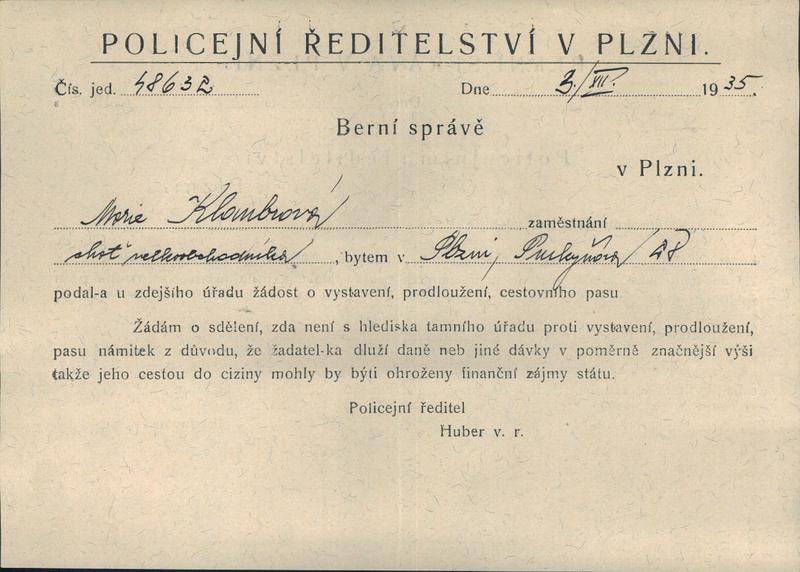 POLICEJNÍ ŘEDITELSTVÍ V PLZNI.
Čís. jed. 48632 Dne 3./XII. 1935.
Berní správě
v Plzni.
Marie Klaubrová zaměstnání
choť velkoobchodníka, bytem v Plzni, Purkyňova 28
podal-a u zdejšího úřadu žádost o vystavení, prodloužení, cestovního pasu
Žádám o sdělení, zda není s hlediska tamního úřadu proti vystavení, prodloužení,
pasu námitek z důvodu, že žadatel-ka dluží daně neb jiné dávky v poměrně značnější výši
takže jeho cestou do ciziny mohly by býti ohroženy finanční zájmy státu.
Policejní ředitel
Huber v. r.